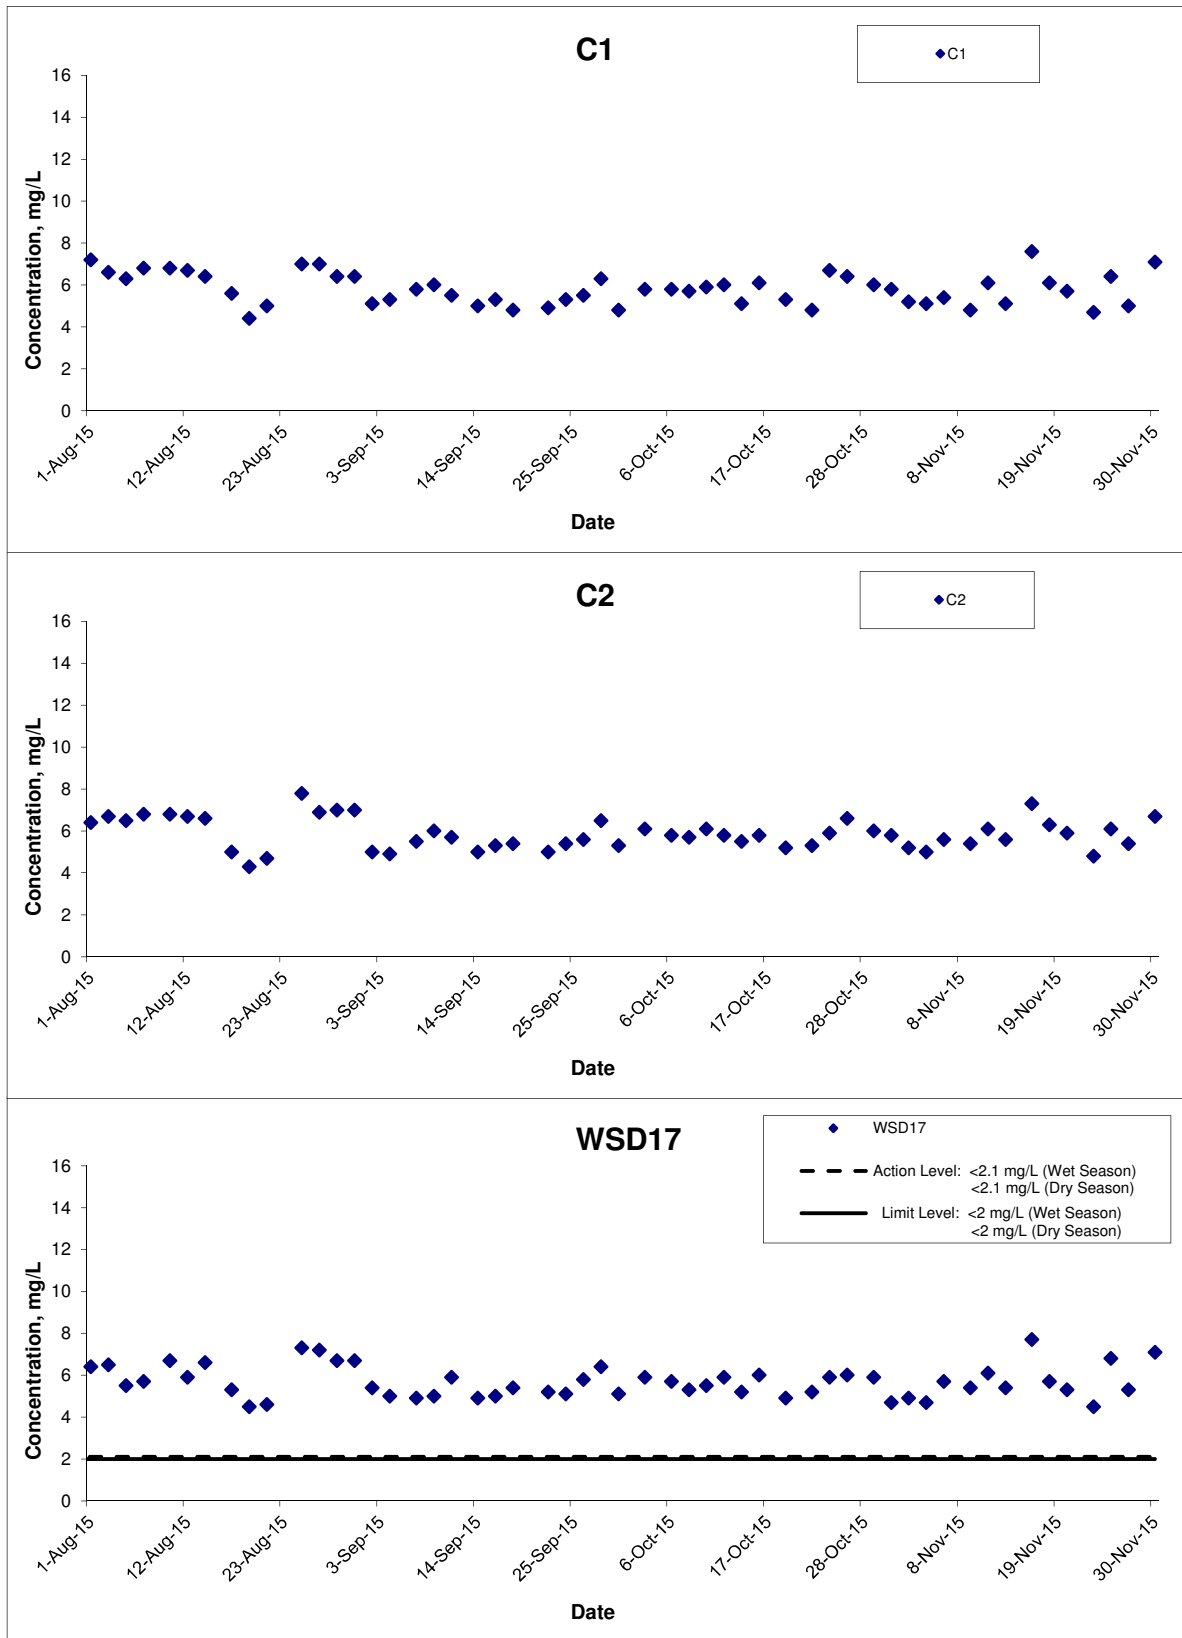 C1
C1
Concentration, mg/L
16
14
12
10
8
6
4
2
0
1-Aug-15
12-Aug-15
23-Aug-15
3-Sep-15
14-Sep-15
25-Sep-15
6-Oct-15
17-Oct-15
28-Oct-15
8-Nov-15
19-Nov-15
30-Nov-15
Date
C2
C2
Concentration, mg/L
16
14
12
10
8
6
4
2
0
1-Aug-15
12-Aug-15
23-Aug-15
3-Sep-15
14-Sep-15
25-Sep-15
6-Oct-15
17-Oct-15
28-Oct-15
8-Nov-15
19-Nov-15
30-Nov-15
Date
WSD17
WSD17
Action Level: <2.1 mg/L (Wet Season)
<2.1 mg/L (Dry Season)
Limit Level: <2 mg/L (Wet Season)
<2 mg/L (Dry Season)
Concentration, mg/L
16
14
12
10
8
6
4
2
0
1-Aug-15
12-Aug-15
23-Aug-15
3-Sep-15
14-Sep-15
25-Sep-15
6-Oct-15
17-Oct-15
28-Oct-15
8-Nov-15
19-Nov-15
30-Nov-15
Date